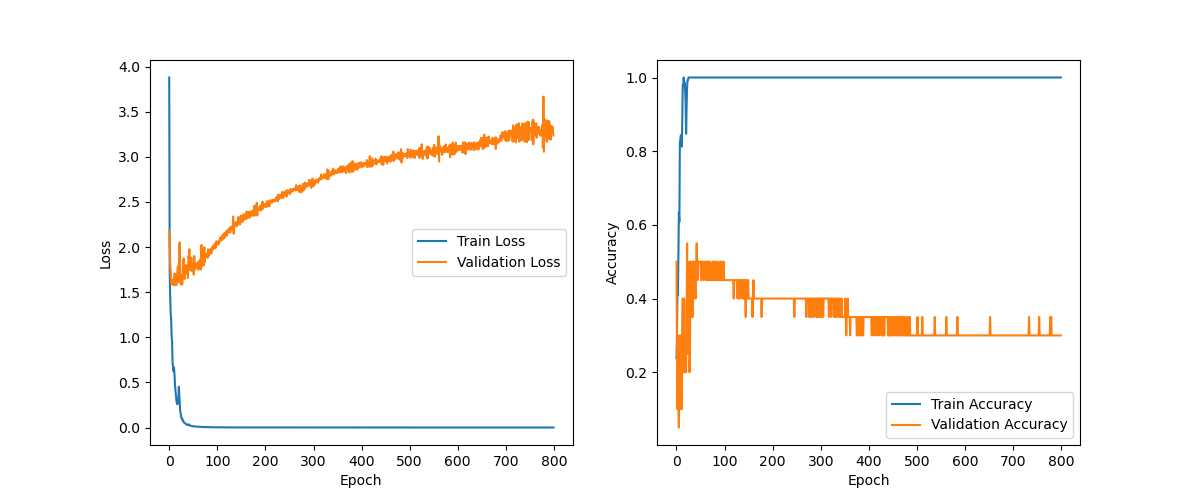 4.0
3.5
3.0
2.5
2.0
1.5
1.0
0.5
0.0
Loss
Train Loss
Validation Loss
0 100 200 300 400 500 600 700 800
Epoch
1.0
0.8
0.6
0.4
0.2
Accuracy
Train Accuracy
Validation Accuracy
0 100 200 300 400 500 600 700 800
Epoch